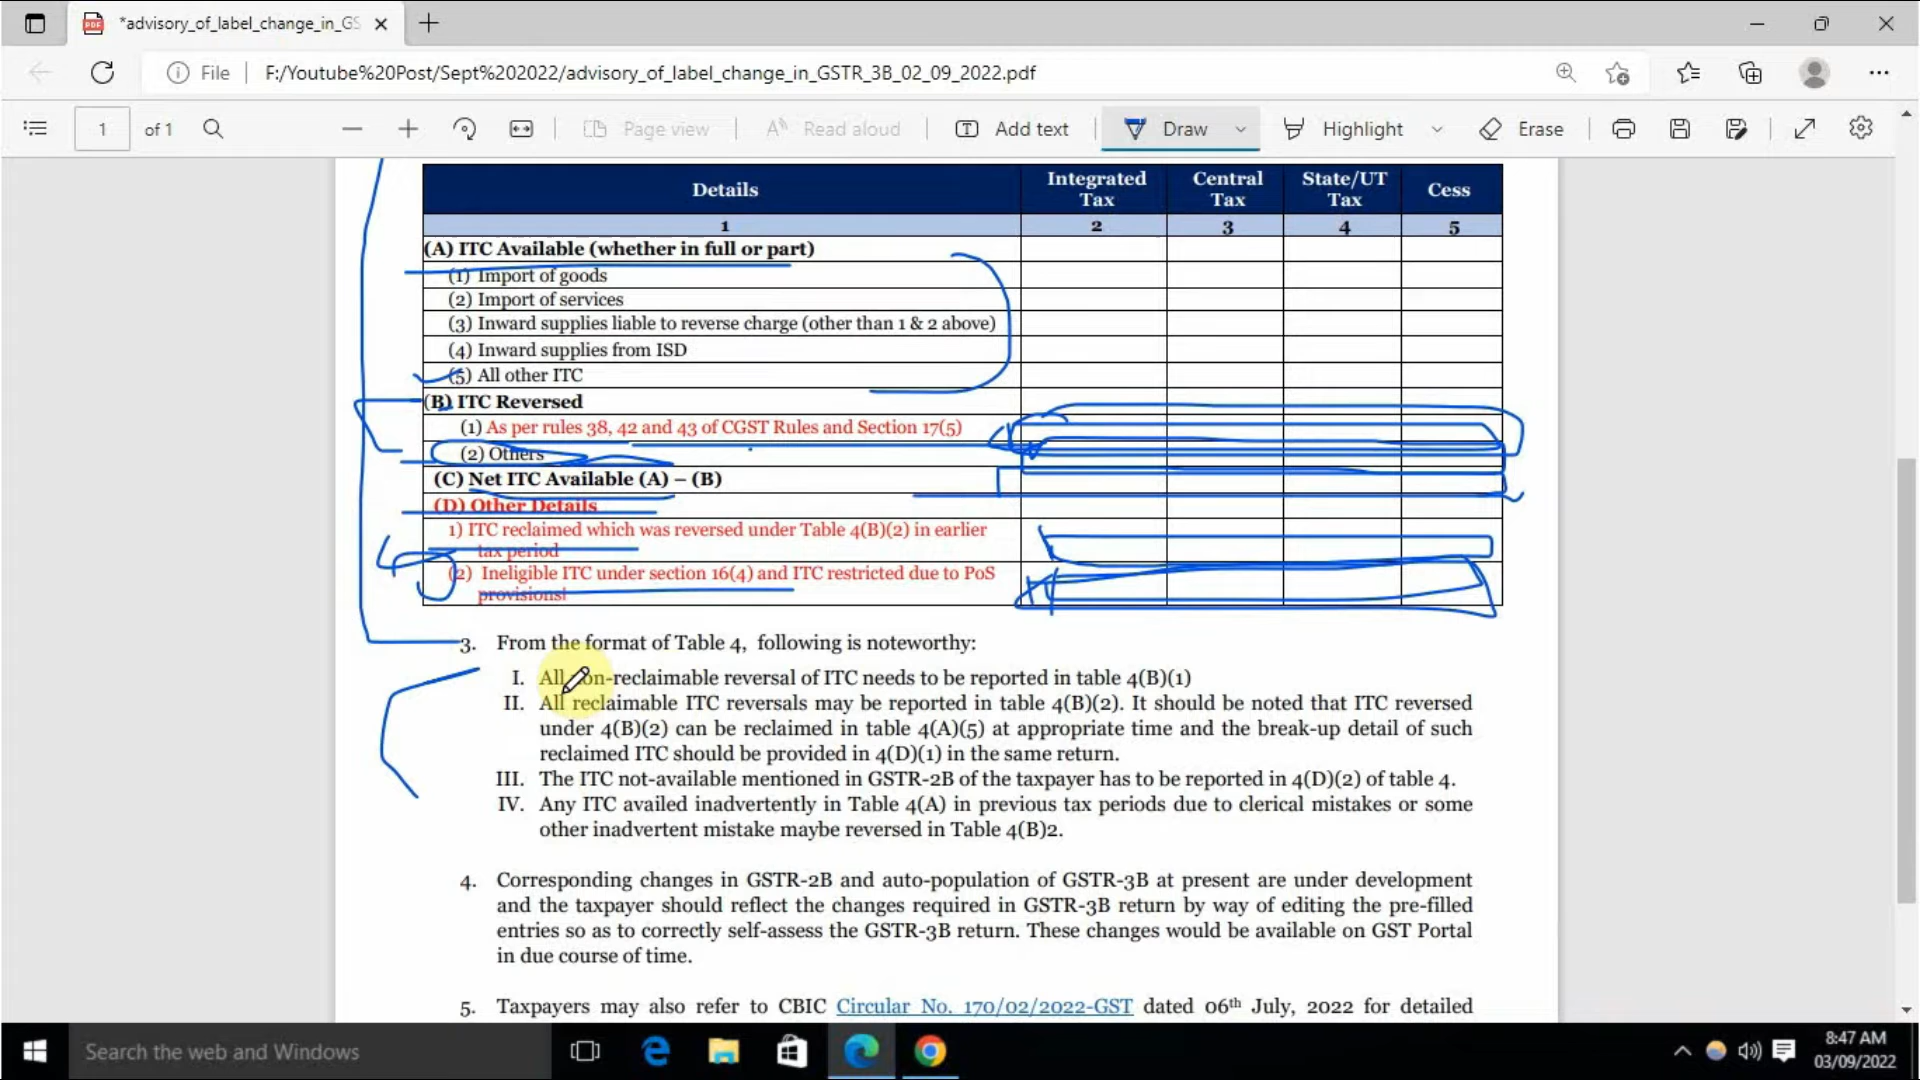 *advisory_of_label_change_in_GS
File
F:/Youtube%20Post/Sept%202022/advisory_of_label_change_in_GSTR_3B_02_09_2022.pdf
1 of 1
Page view
Read aloud
Add text
Draw
Highlight
Erase
Details Integrated Tax Central Tax State/UT Tax Cess
1 2 3 4 5
(A) ITC Available (whether in full or part)
(1) Import of goods
(2) Import of services
(3) Inward supplies liable to reverse charge (other than 1 & 2 above)
(4) Inward supplies from ISD
(5) All other ITC
(B) ITC Reversed
(1) As per rules 38, 42 and 43 of CGST Rules and Section 17(5)
(2) Others
(C) Net ITC Available (A) – (B)
(D) Other Details
1) ITC reclaimed which was reversed under Table 4(B)(2) in earlier
tax period
(2) Ineligible ITC under section 16(4) and ITC restricted due to PoS
provisions
3. From the format of Table 4, following is noteworthy:
I. All non-reclaimable reversal of ITC needs to be reported in table 4(B)(1)
II. All reclaimable ITC reversals may be reported in table 4(B)(2). It should be noted that ITC reversed
under 4(B)(2) can be reclaimed in table 4(A)(5) at appropriate time and the break-up detail of such
reclaimed ITC should be provided in 4(D)(1) in the same return.
III. The ITC not-available mentioned in GSTR-2B of the taxpayer has to be reported in 4(D)(2) of table 4.
IV. Any ITC availed inadvertently in Table 4(A) in previous tax periods due to clerical mistakes or some
other inadvertent mistake maybe reversed in Table 4(B)2.
4. Corresponding changes in GSTR-2B and auto-population of GSTR-3B at present are under development
and the taxpayer should reflect the changes required in GSTR-3B return by way of editing the pre-filled
entries so as to correctly self-assess the GSTR-3B return. These changes would be available on GST Portal
in due course of time.
5. Taxpayers may also refer to CBIC Circular No. 170/02/2022-GST dated 06th July, 2022 for detailed
Search the web and Windows
8:47 AM
03/09/2022